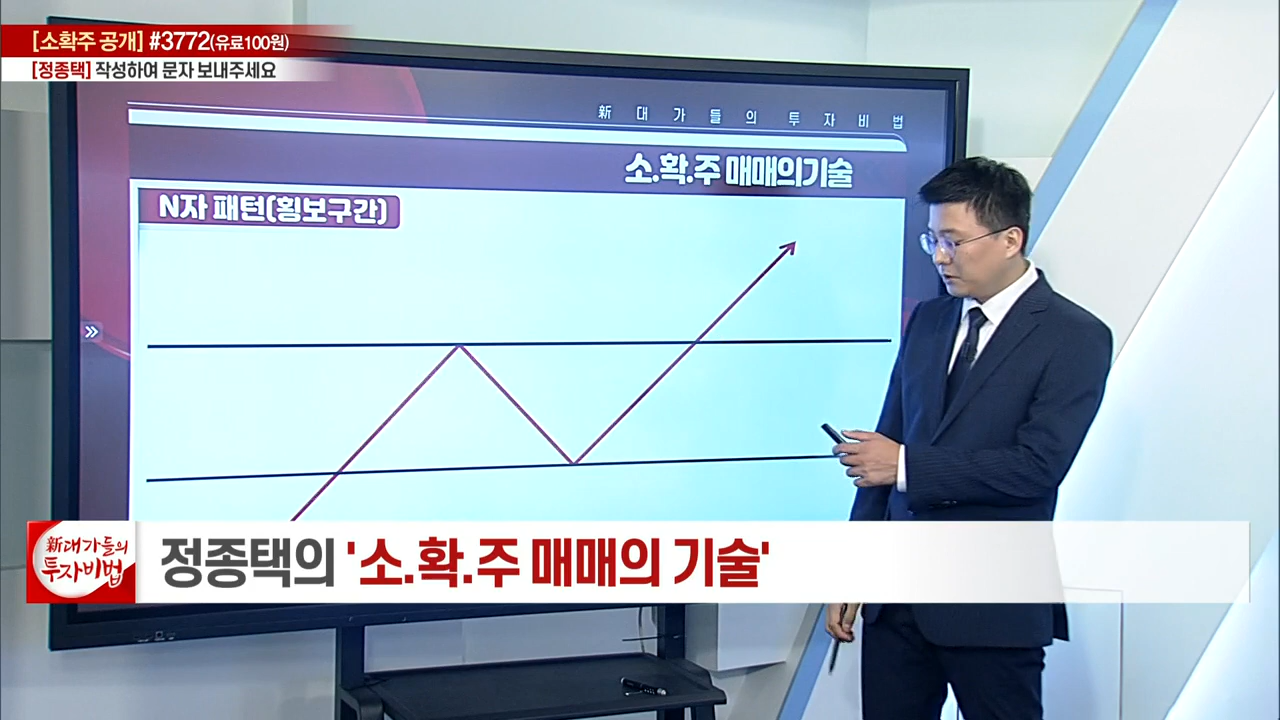 [소확주 공개] #3772(유료100원)
[정종택] 작성하여 문자 보내주세요
新 대 가 들 의 투 자 비 법
소.확.주 매매의기술
N자 패턴(횡보구간)
新대가들의
투자비법
정종택의 '소.확.주 매매의 기술'